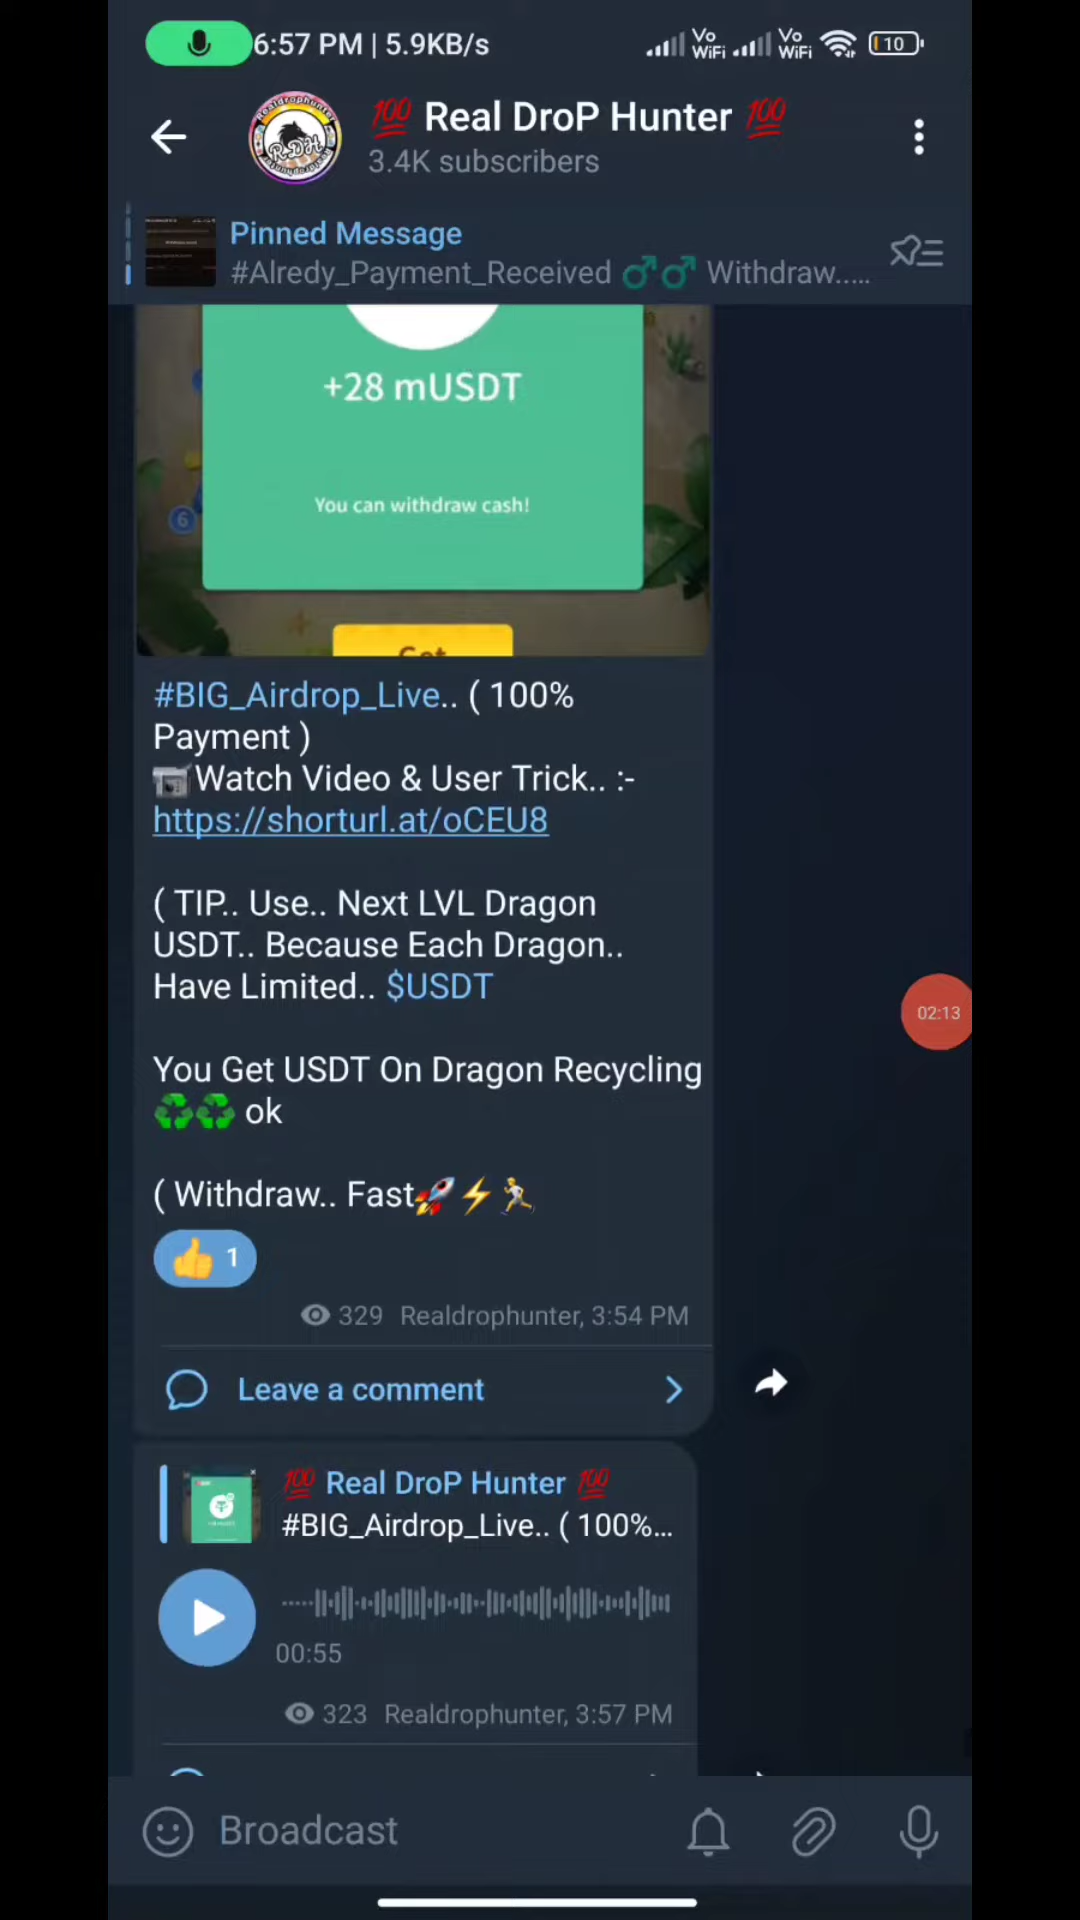 6:57 PM | 5.9KB/s
Vo WiFi
Vo WiFi
10
💯 Real DroP Hunter 💯
3.4K subscribers
Pinned Message
#Alredy_Payment_Received ♂♂ Withdraw.....
+28 mUSDT
You can withdraw cash!
6
Get
#BIG_Airdrop_Live.. ( 100%
Payment )
📹Watch Video & User Trick.. :-
https://shorturl.at/oCEU8
( TIP.. Use.. Next LVL Dragon
USDT.. Because Each Dragon..
Have Limited.. $USDT
You Get USDT On Dragon Recycling
♻♻ ok
( Withdraw.. Fast🚀⚡🏃
👍 1
329 Realdrophunter, 3:54 PM
02:13
Leave a comment
💯 Real DroP Hunter 💯
#BIG_Airdrop_Live.. ( 100%...
00:55
323 Realdrophunter, 3:57 PM
Broadcast